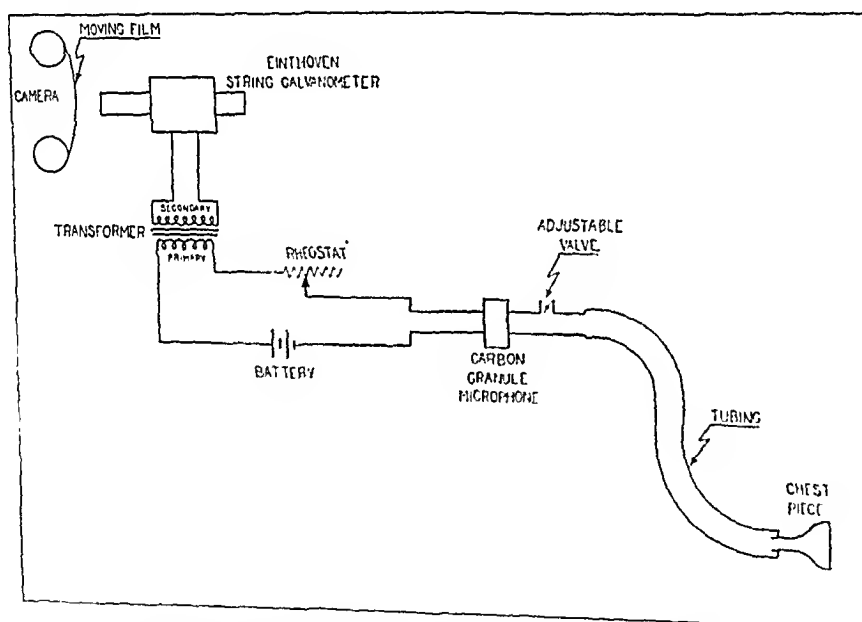 MOVING FILM
CAMERA
EINTHOVEN
STRING GALVANOMETER
SECONDARY
TRANSFORMER
PRIMARY
RHEOSTAT
BATTERY
ADJUSTABLE
VALVE
CARBON
GRANULE
MICROPHONE
TUBING
CHEST
PIECE